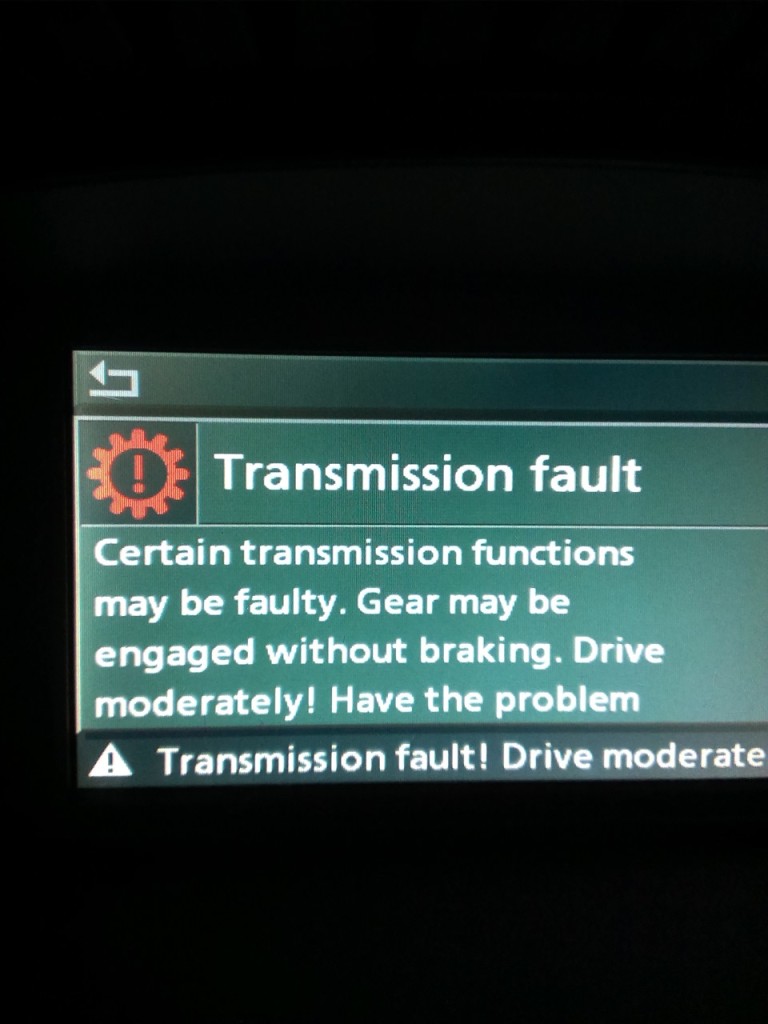 Transmission fault
Certain transmission functions
may be faulty. Gear may be
engaged without braking. Drive
moderately! Have the problem
Transmission fault! Drive moderate